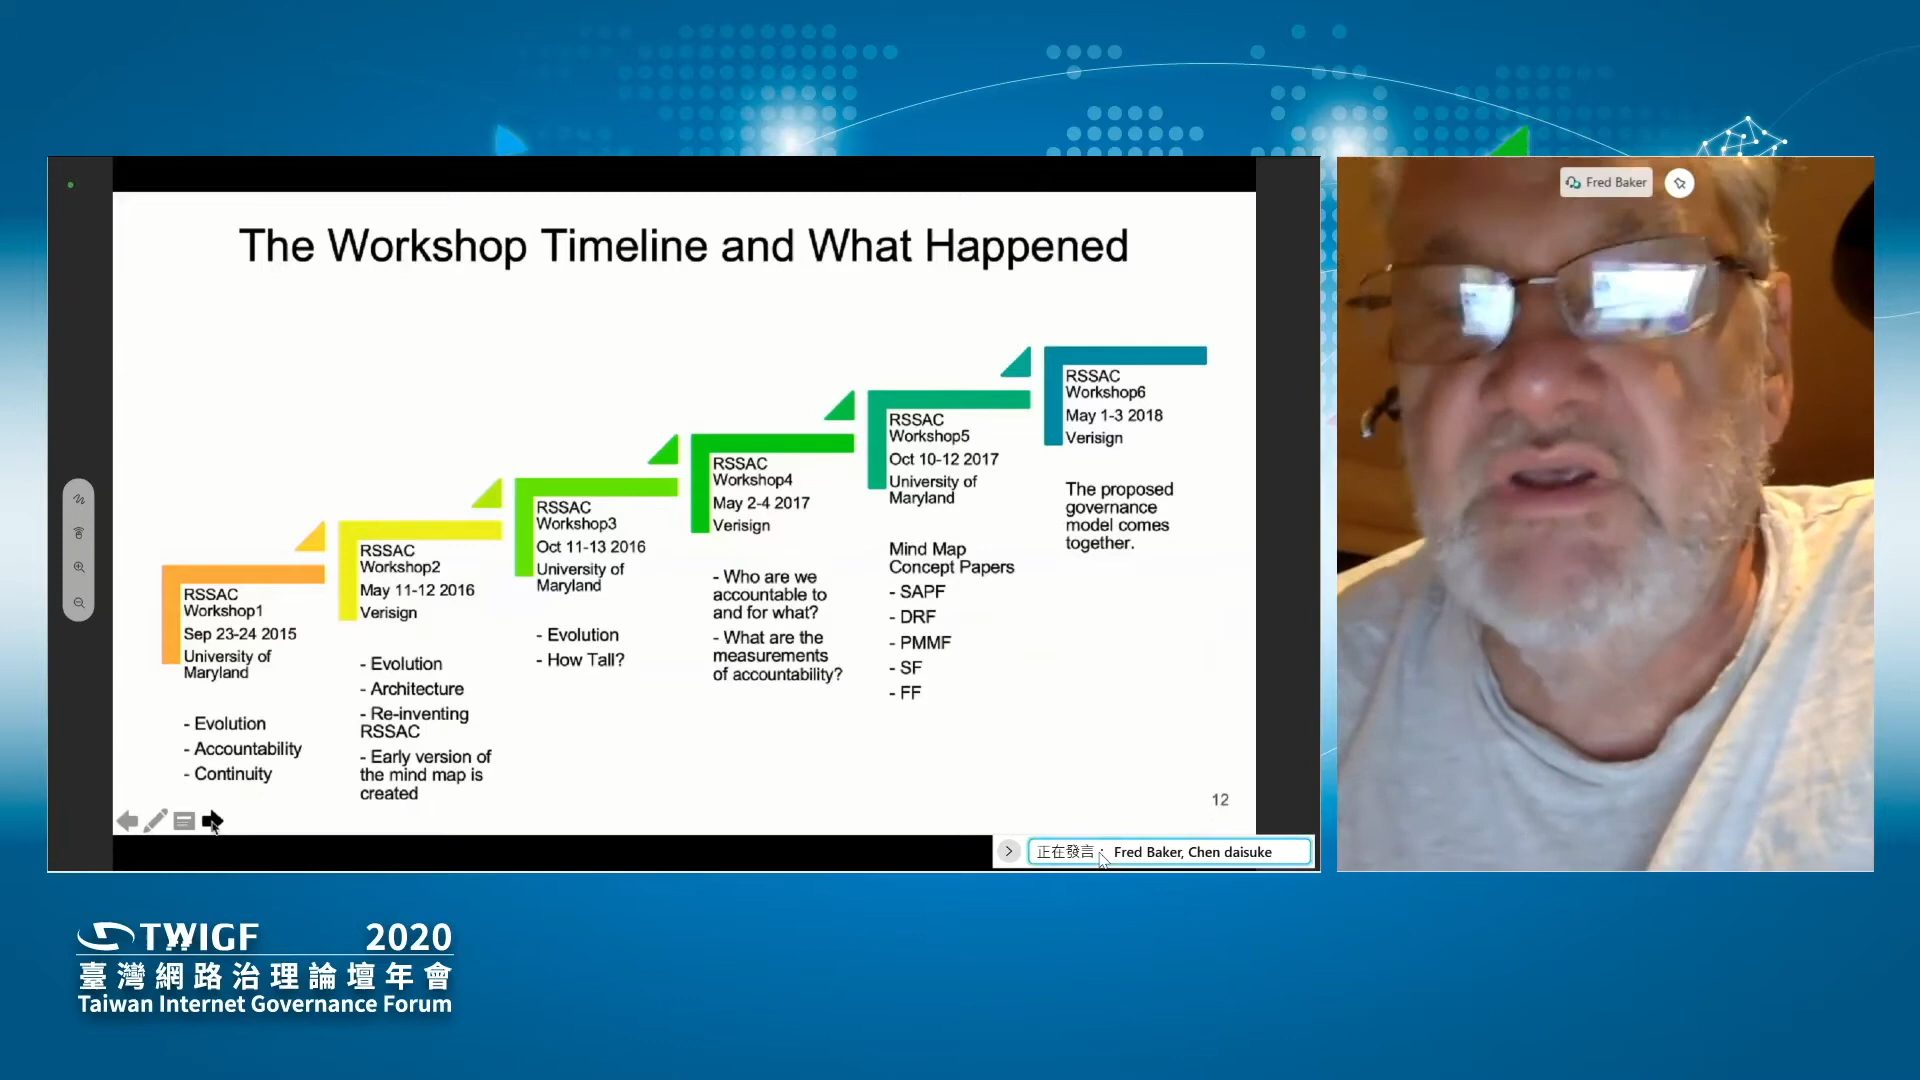 The Workshop Timeline and What Happened
RSSAC
Workshop1
Sep 23-24 2015
University of
Maryland
- Evolution
- Accountability
- Continuity
RSSAC
Workshop2
May 11-12 2016
Verisign
- Evolution
- Architecture
- Re-inventing
RSSAC
- Early version of
the mind map is
created
RSSAC
Workshop3
Oct 11-13 2016
University of
Maryland
- Evolution
- How Tall?
RSSAC
Workshop4
May 2-4 2017
Verisign
- Who are we
accountable to
and for what?
- What are the
measurements
of accountability?
RSSAC
Workshop5
Oct 10-12 2017
University of
Maryland
Mind Map
Concept Papers
- SAPF
- DRF
- PMMF
- SF
- FF
RSSAC
Workshop6
May 1-3 2018
Verisign
The proposed
governance
model comes
together.
12
正在發言： Fred Baker, Chen daisuke
Fred Baker
TWIGF 2020
臺灣網路治理論壇年會
Taiwan Internet Governance Forum